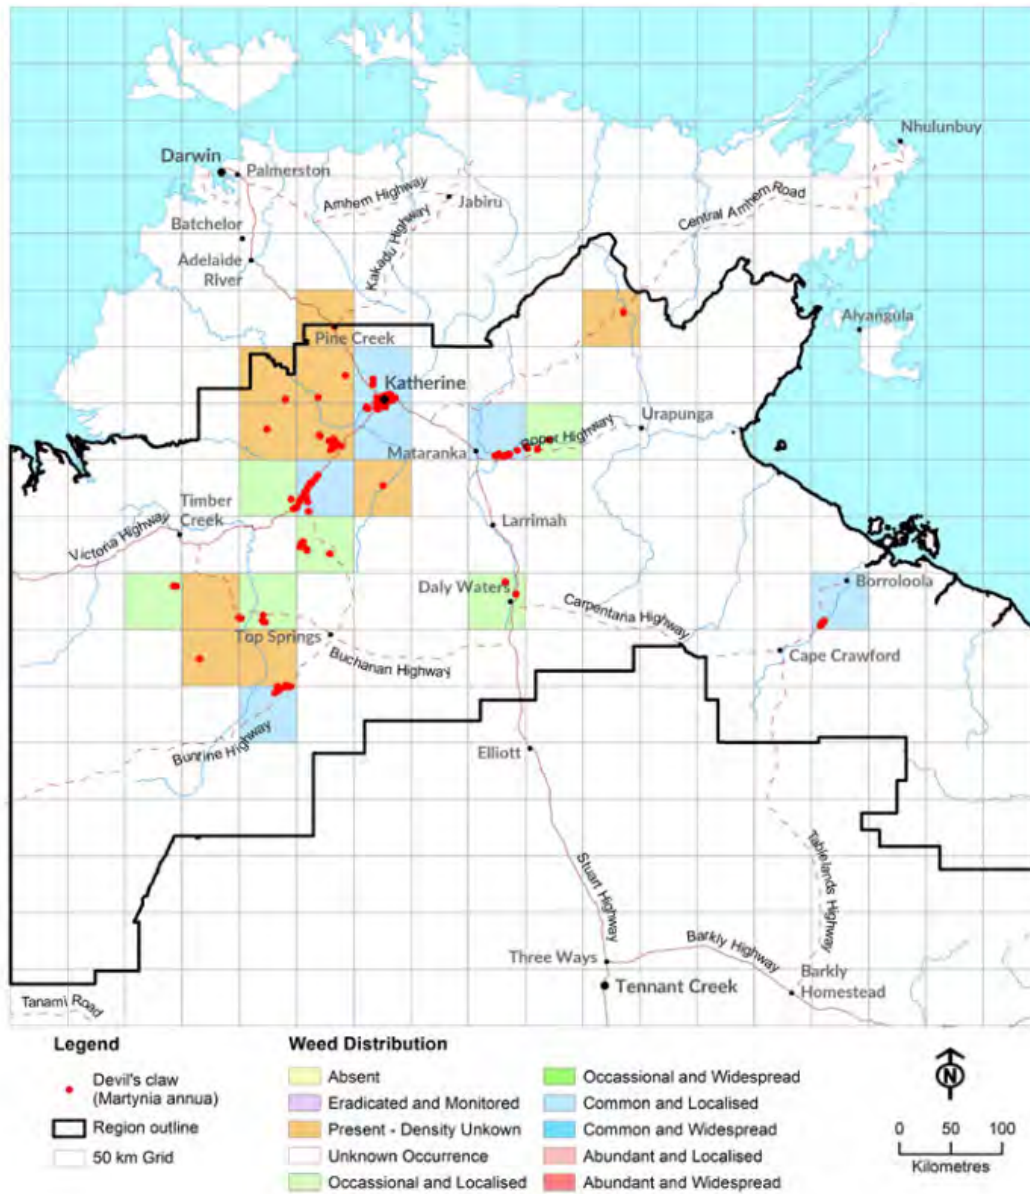 Nhulunbuy
Darwin
Palmerston
Arnhem Highway
Jabiru
Central Arnhem Road
Batchelor
Kakadu Highway
Adelaide
River
Alyangula
Pine Creek
Katherine
Urapunga
Roper Highway
Mataranka
Timber
Creek
Larrimah
Victoria Highway
Daly Waters
Borroloola
Carpentaria Highway
Top Springs
Buchanan Highway
Cape Crawford
Buntine Highway
Elliott
Stuart Highway
Tablelands Highway
Three Ways
Barkly Highway
Tennant Creek
Barkly
Homestead
Tanami Road
Legend
Devil's claw
(Martynia annua)
Region outline
50 km Grid
Weed Distribution
Absent
Eradicated and Monitored
Present - Density Unkown
Unknown Occurrence
Occassional and Localised
Occassional and Widespread
Common and Localised
Common and Widespread
Abundant and Localised
Abundant and Widespread
N
0 50 100
Kilometres